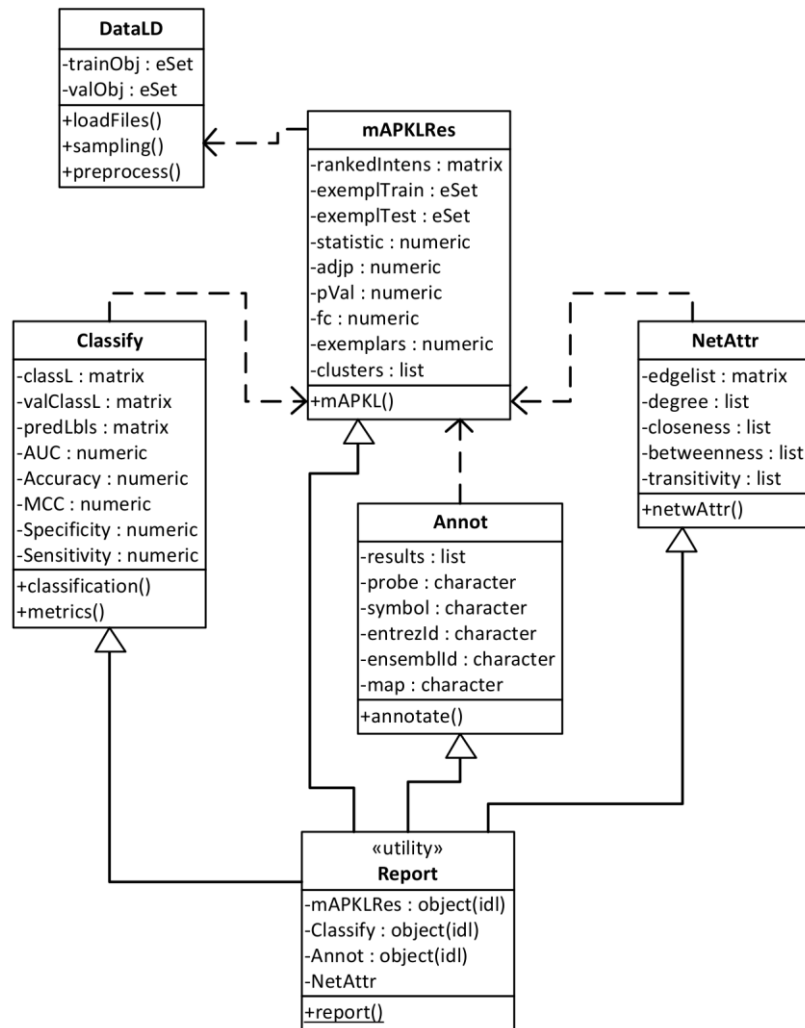 DataLD
-trainObj : eSet
-valObj : eSet
+loadFiles()
+sampling()
+preprocess()
mAPKLRes
-rankedIntens : matrix
-exemplTrain : eSet
-exemplTest : eSet
-statistic : numeric
-adjp : numeric
-pVal : numeric
-fc : numeric
-exemplars : numeric
-clusters : list
+mAPKL()
Classify
-classL : matrix
-valClassL : matrix
-predLbls : matrix
-AUC : numeric
-Accuracy : numeric
-MCC : numeric
-Specificity : numeric
-Sensitivity : numeric
+classification()
+metrics()
NetAttr
-edgelist : matrix
-degree : list
-closeness : list
-betweenness : list
-transitivity : list
+netwAttr()
Annot
-results : list
-probe : character
-symbol : character
-entrezId : character
-ensemblId : character
-map : character
+annotate()
«utility»
Report
-mAPKLRes : object(idl)
-Classify : object(idl)
-Annot : object(idl)
-NetAttr
+report()